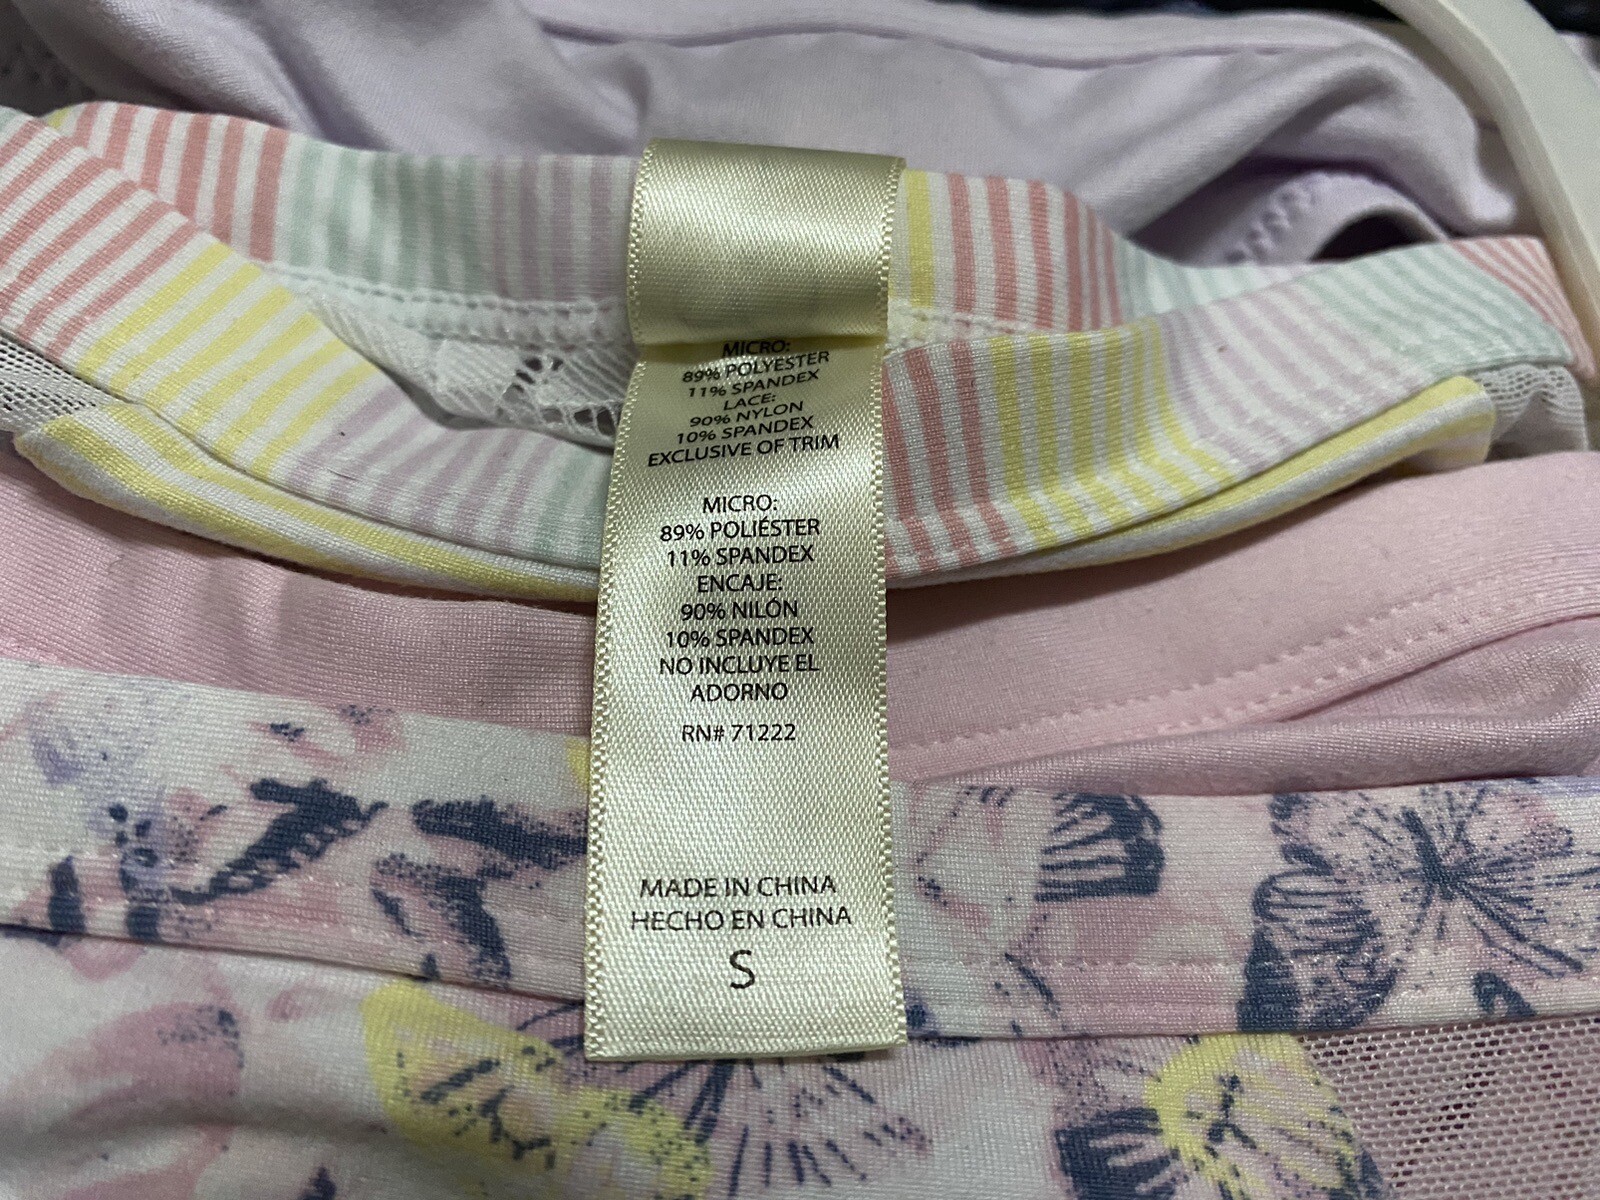 MICRO:
89% POLYESTER
11% SPANDEX
LACE:
90% NYLON
10% SPANDEX
EXCLUSIVE OF TRIM
MICRO:
89% POLIÉSTER
11% SPANDEX
ENCAJE:
90% NILÓN
10% SPANDEX
NO INCLUYE EL
ADORNO
RN# 71222
MADE IN CHINA
HECHO EN CHINA
S